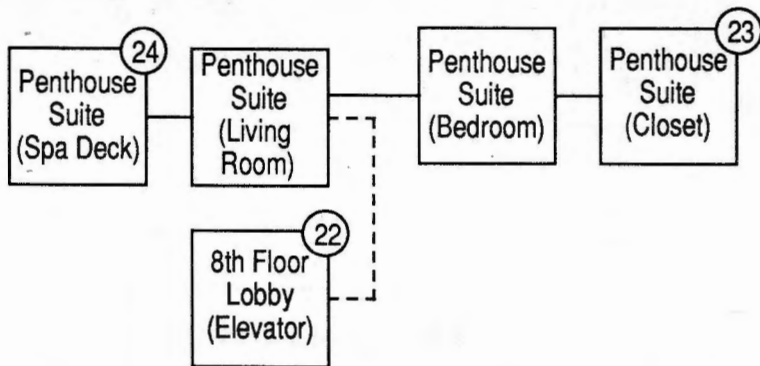 24
Penthouse
Suite
(Spa Deck)
Penthouse
Suite
(Living
Room)
Penthouse
Suite
(Bedroom)
23
Penthouse
Suite
(Closet)
22
8th Floor
Lobby
(Elevator)